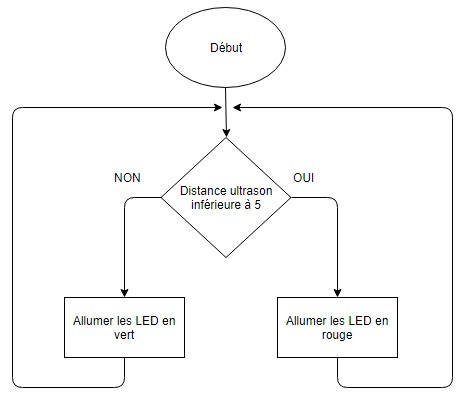 Début
NON
OUI
Distance ultrason
inférieure à 5
Allumer les LED en
vert
Allumer les LED en
rouge